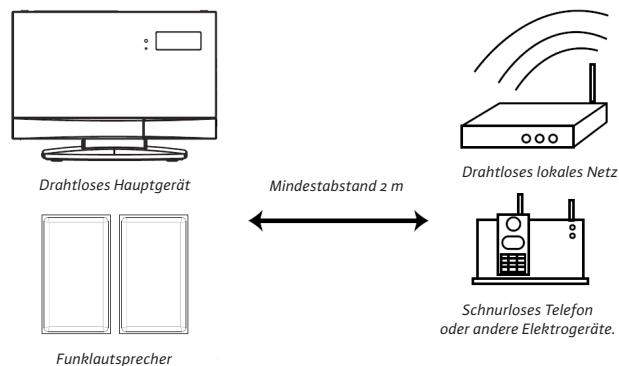 Drahtloses Hauptgerät
Funklautsprecher
Mindestabstand 2 m
Drahtloses lokales Netz
Schnurloses Telefon
oder andere Elektrogeräte.